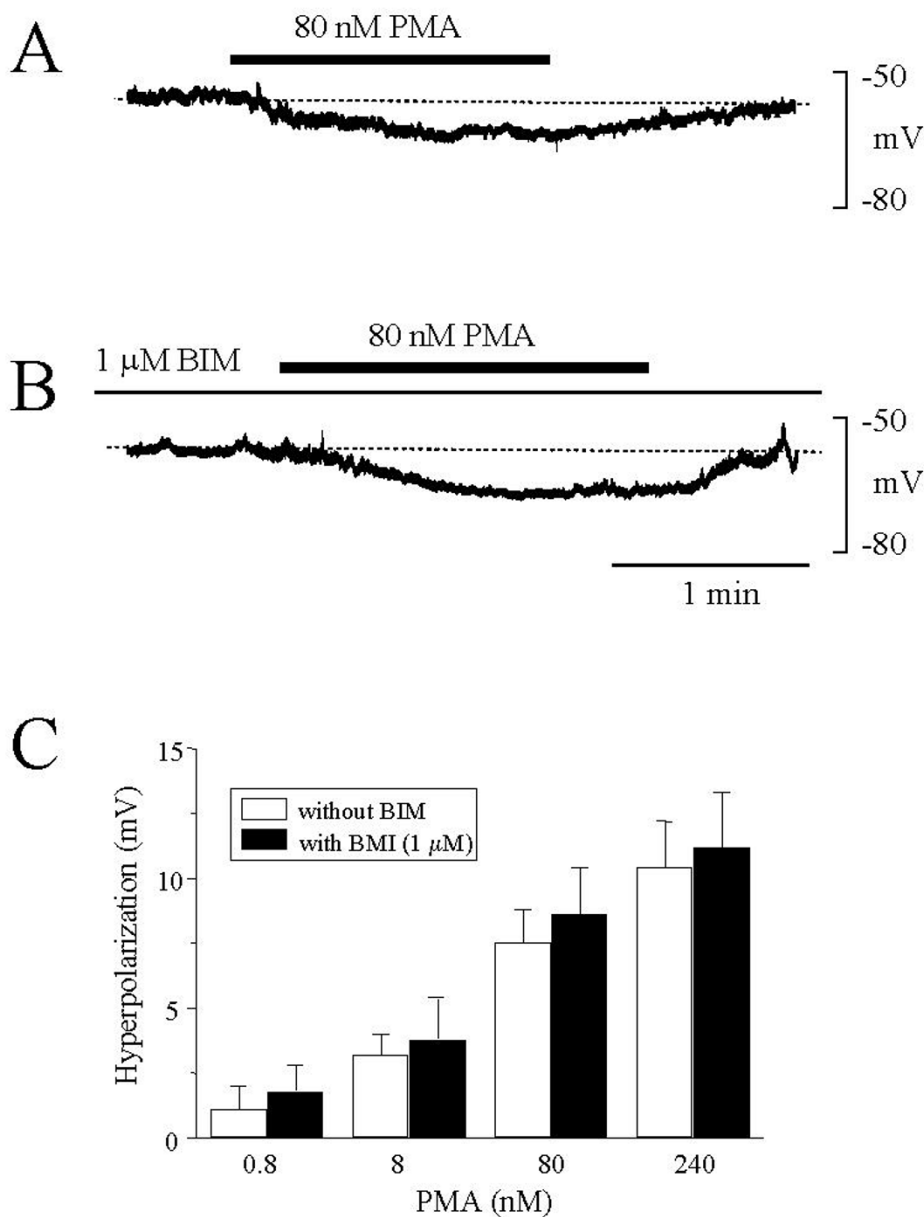 A
80 nM PMA
-50
mV
-80
B
1 μM BIM
80 nM PMA
-50
mV
-80
1 min
C
15
10
5
0
Hyperpolarization (mV)
without BIM
with BMI (1 μM)
0.8 8 80 240
PMA (nM)